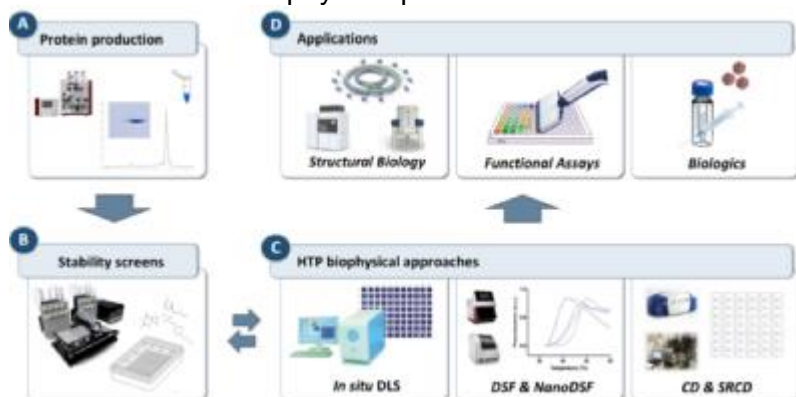 A
Protein production
D
Applications
Structural Biology
Functional Assays
Biologics
B
Stability screens
C
HTP biophysical approaches
In situ DLS
DSF & NanoDSF
CD & SRCD